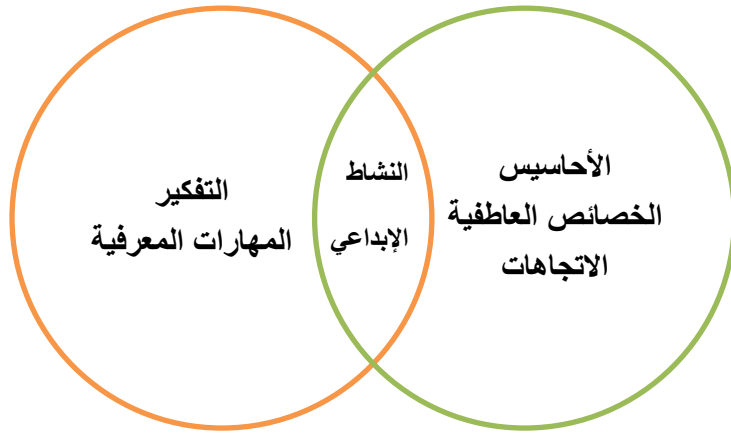 الأحاسيس
الخصائص العاطفية
الاتجاهات
النشاط
الإبداعي
التفكير
المهارات المعرفية